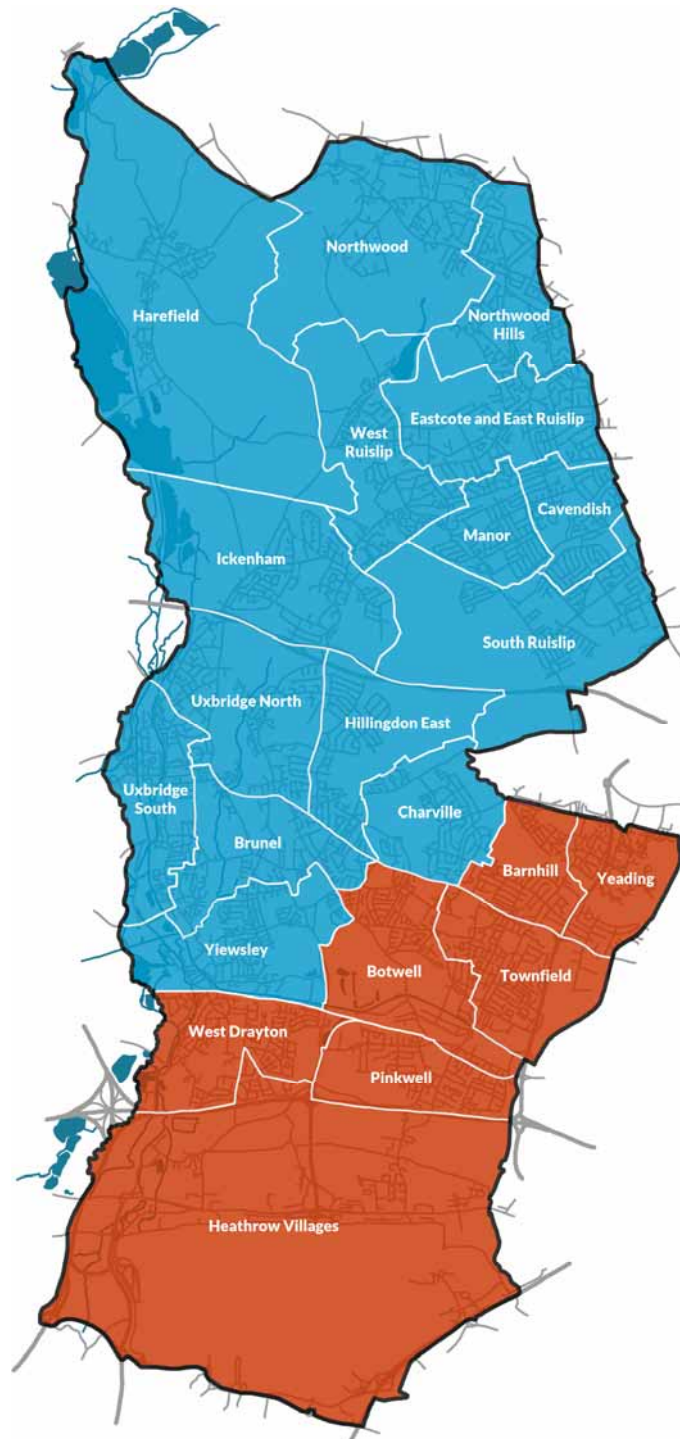 Northwood
Harefield
Northwood
Hills
Eastcote and East Ruislip
West
Ruislip
Cavendish
Manor
Ickenham
South Ruislip
Uxbridge North
Hillingdon East
Uxbridge
South
Charville
Brunel
Barnhill
Yeading
Yiewsley
Botwell
Townfield
West Drayton
Pinkwell
Heathrow Villages